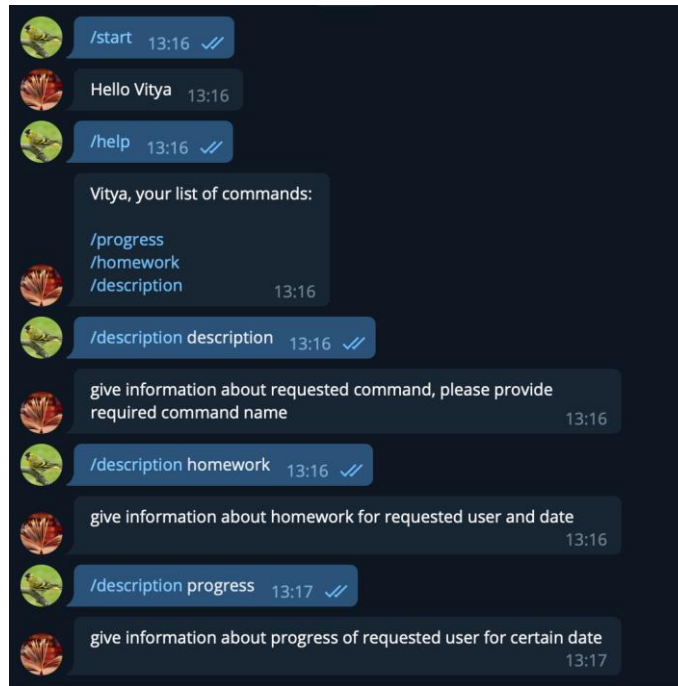 /start 13:16
Hello Vitya 13:16
/help 13:16
Vitya, your list of commands:
/progress
/homework
/description 13:16
/description description 13:16
give information about requested command, please provide
required command name 13:16
/description homework 13:16
give information about homework for requested user and date
13:16
/description progress 13:17
give information about progress of requested user for certain date
13:17